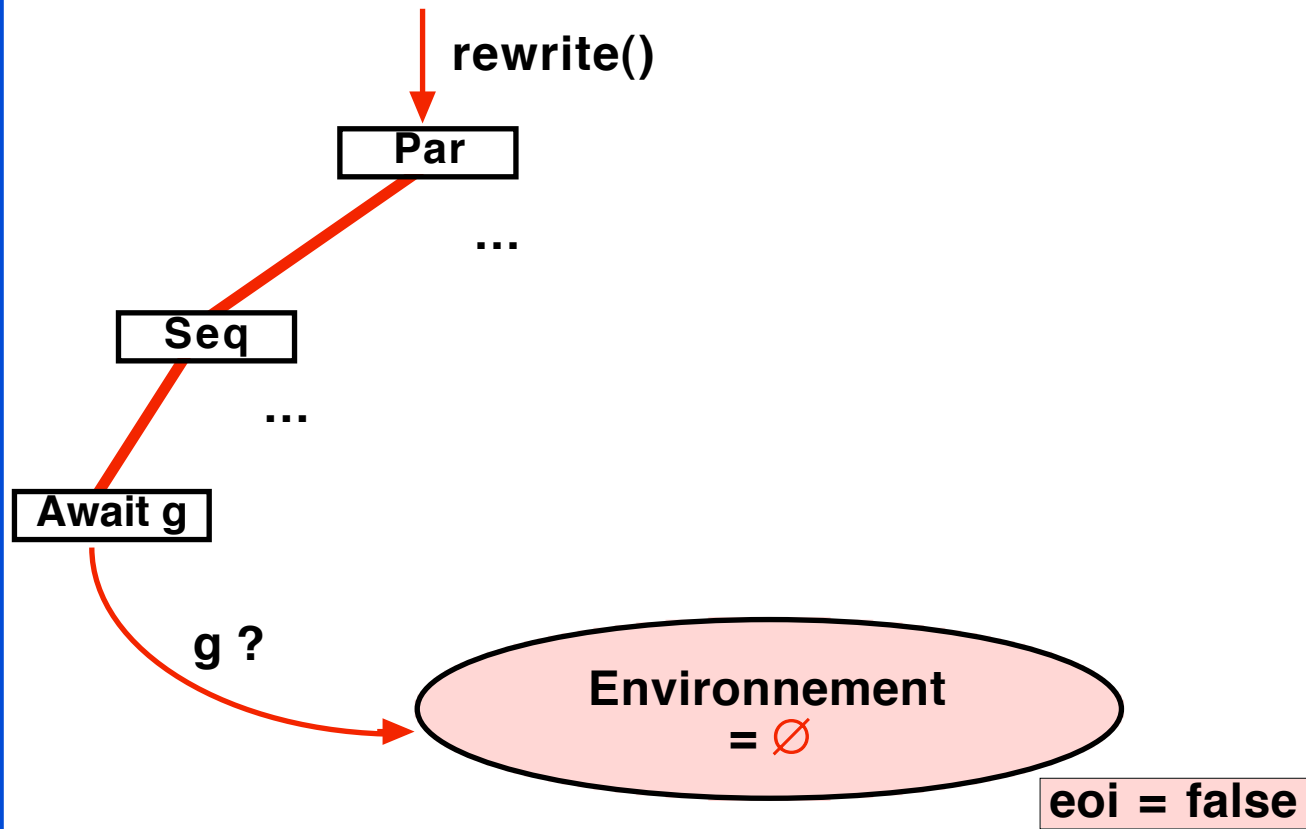 rewrite()
Par
...
Seq
...
Await g
g ?
Environnement
= ∅
eoi = false